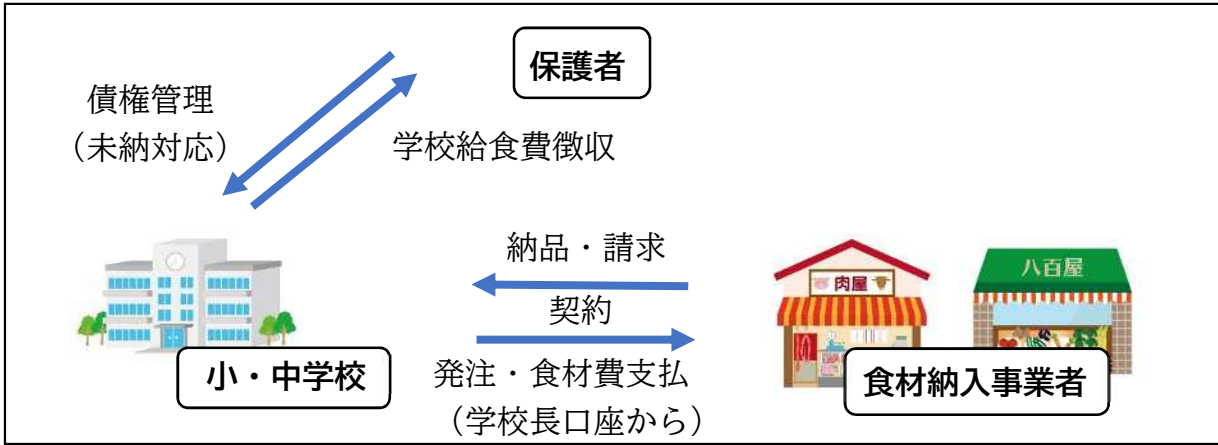 保護者
債権管理
（未納対応）
学校給食費徴収
納品・請求
契約
発注・食材費支払
（学校長口座から）
小・中学校
肉屋
八百屋
食材納入事業者